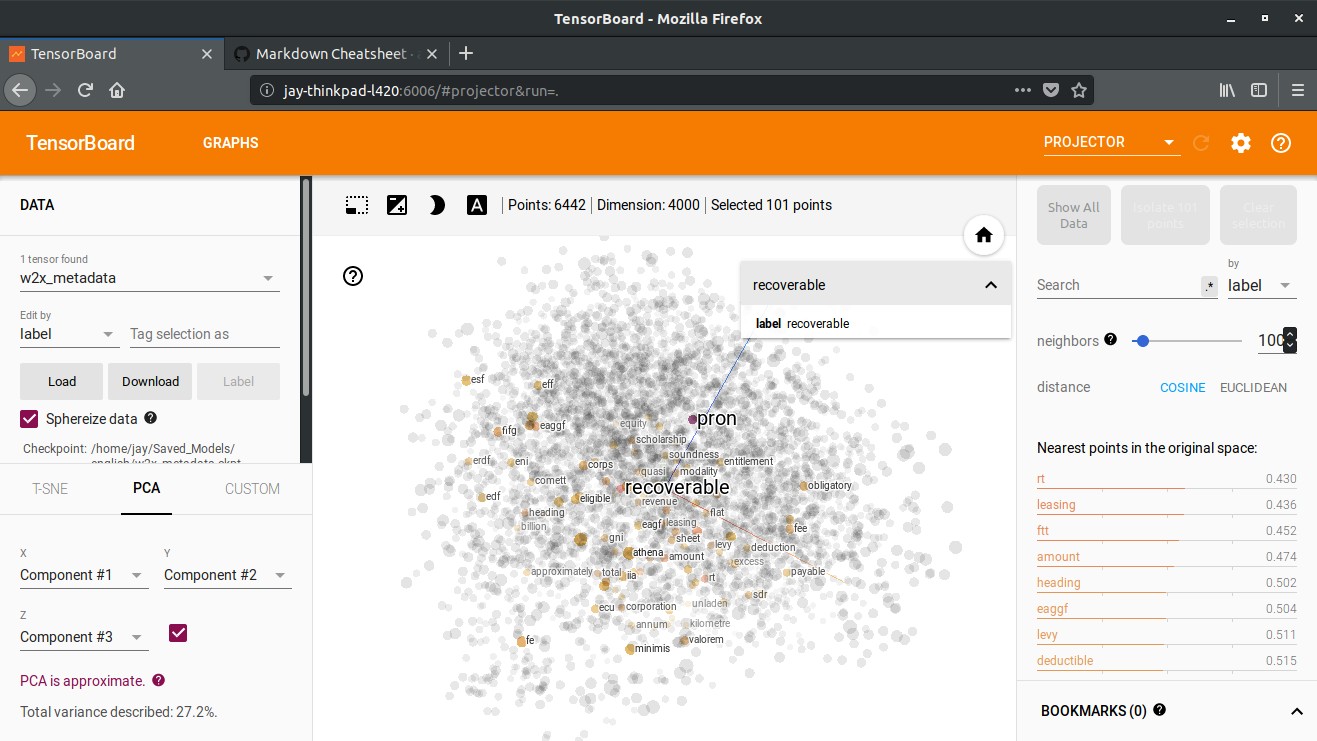 TensorBoard - Mozilla Firefox
TensorBoard
Markdown Cheatsheet ·
jay-thinkpad-l420:6006/#projector&run=.
TensorBoard
GRAPHS
PROJECTOR
DATA
1 tensor found
w2x_metadata
Edit by
label
Tag selection as
Load
Download
Label
Sphereize data
Checkpoint: /home/jay/Saved_Models/
english/w2x_metadata.ckpt
T-SNE
PCA
CUSTOM
X
Component #1
Y
Component #2
Z
Component #3
PCA is approximate.
Total variance described: 27.2%.
A
Points: 6442
Dimension: 4000
Selected 101 points
recoverable
label recoverable
esf
eff
pron
fifg
eaggf
equity
scholarship
soundness
erdf
eni
corps
entitlement
quasi
modality
comett
recoverable
obligatory
edf
eligible
revenue
heading
flat
billion
eagf
leasing
fee
gni
sheet
levy
deduction
athena
amount
excess
approximately
total
iia
rt
payable
sdr
ecu
corporation
unladen
annum
kilometre
fe
valorem
minimis
Show All
Data
Isolate 101
points
Clear
selection
Search
.*
by
label
neighbors
100
distance
COSINE
EUCLIDEAN
Nearest points in the original space:
rt 0.430
leasing 0.436
ftt 0.452
amount 0.474
heading 0.502
eaggf 0.504
levy 0.511
deductible 0.515
BOOKMARKS (0)